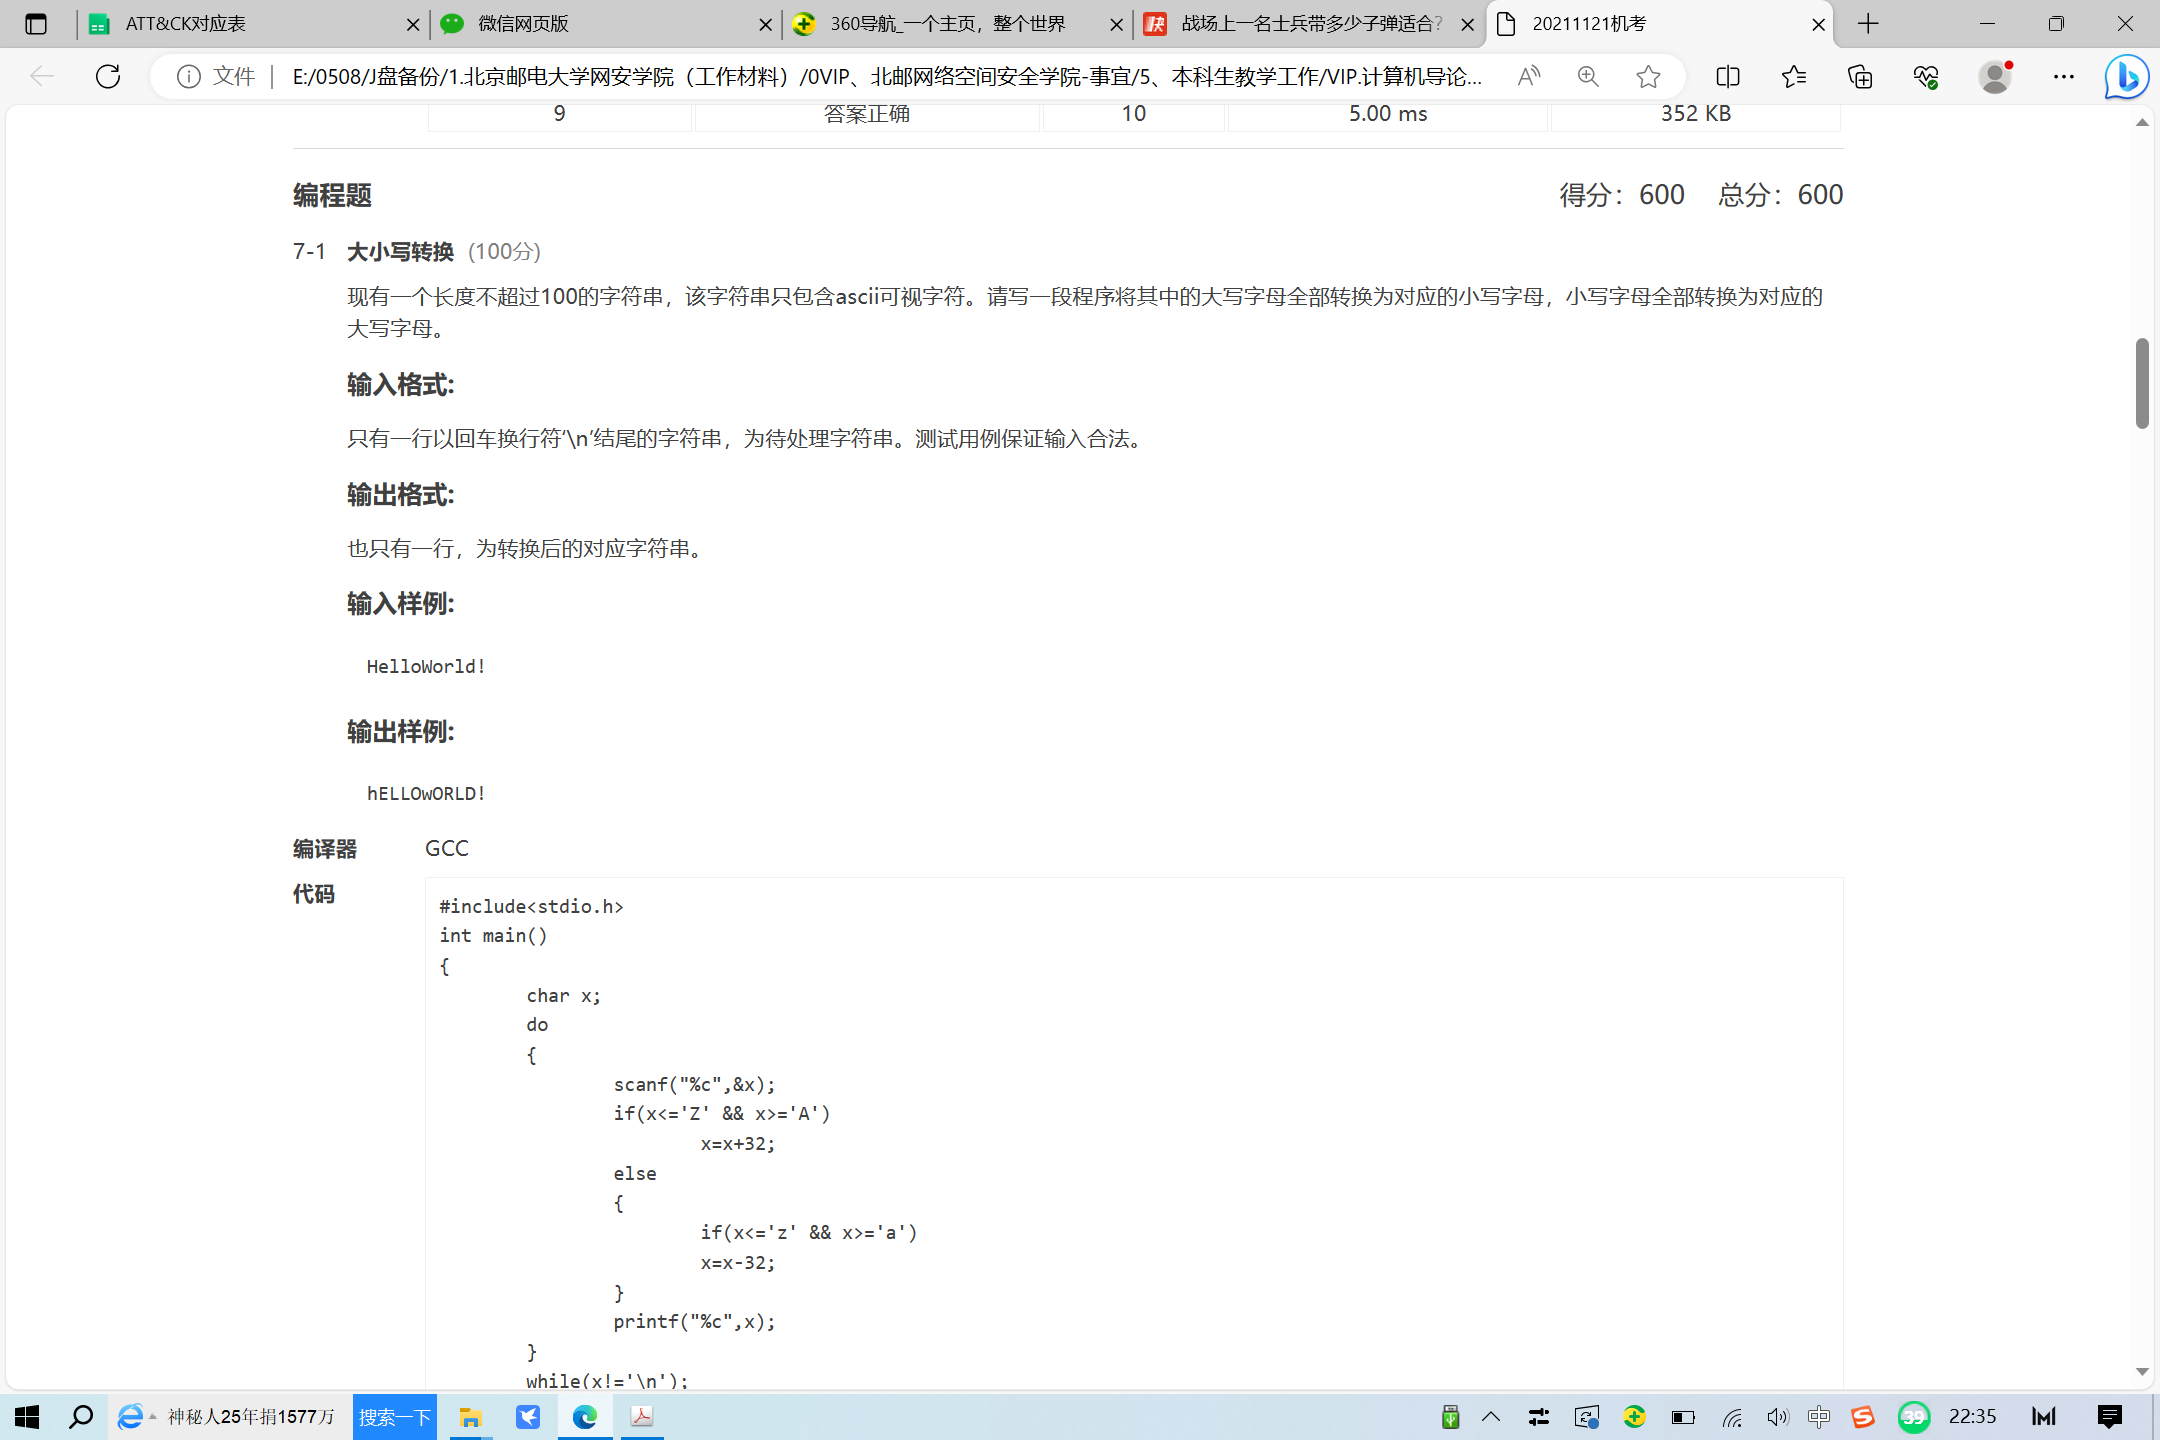 ATT&CK对应表
微信网页版
360导航_一个主页，整个世界
战场上一名士兵带多少子弹适合?
20211121机考
文件
E:/0508/J盘备份/1.北京邮电大学网安学院（工作材料）/0VIP、北邮网络空间安全学院-事宜/5、本科生教学工作/VIP.计算机导论...
9 答案正确 10 5.00 ms 352 KB
编程题 得分：600 总分：600
7-1 大小写转换 (100分)
现有一个长度不超过100的字符串，该字符串只包含ascii可视字符。请写一段程序将其中的大写字母全部转换为对应的小写字母，小写字母全部转换为对应的
大写字母。
输入格式:
只有一行以回车换行符‘\n’结尾的字符串，为待处理字符串。测试用例保证输入合法。
输出格式:
也只有一行，为转换后的对应字符串。
输入样例:
HelloWorld!
输出样例:
hELLOwORLD!
编译器 GCC
代码
#include<stdio.h>
int main()
{
char x;
do
{
scanf("%c",&x);
if(x<='Z' && x>='A')
x=x+32;
else
{
if(x<='z' && x>='a')
x=x-32;
}
printf("%c",x);
}
while(x!='\n');
神秘人25年捐1577万 搜索一下 中 39 22:35